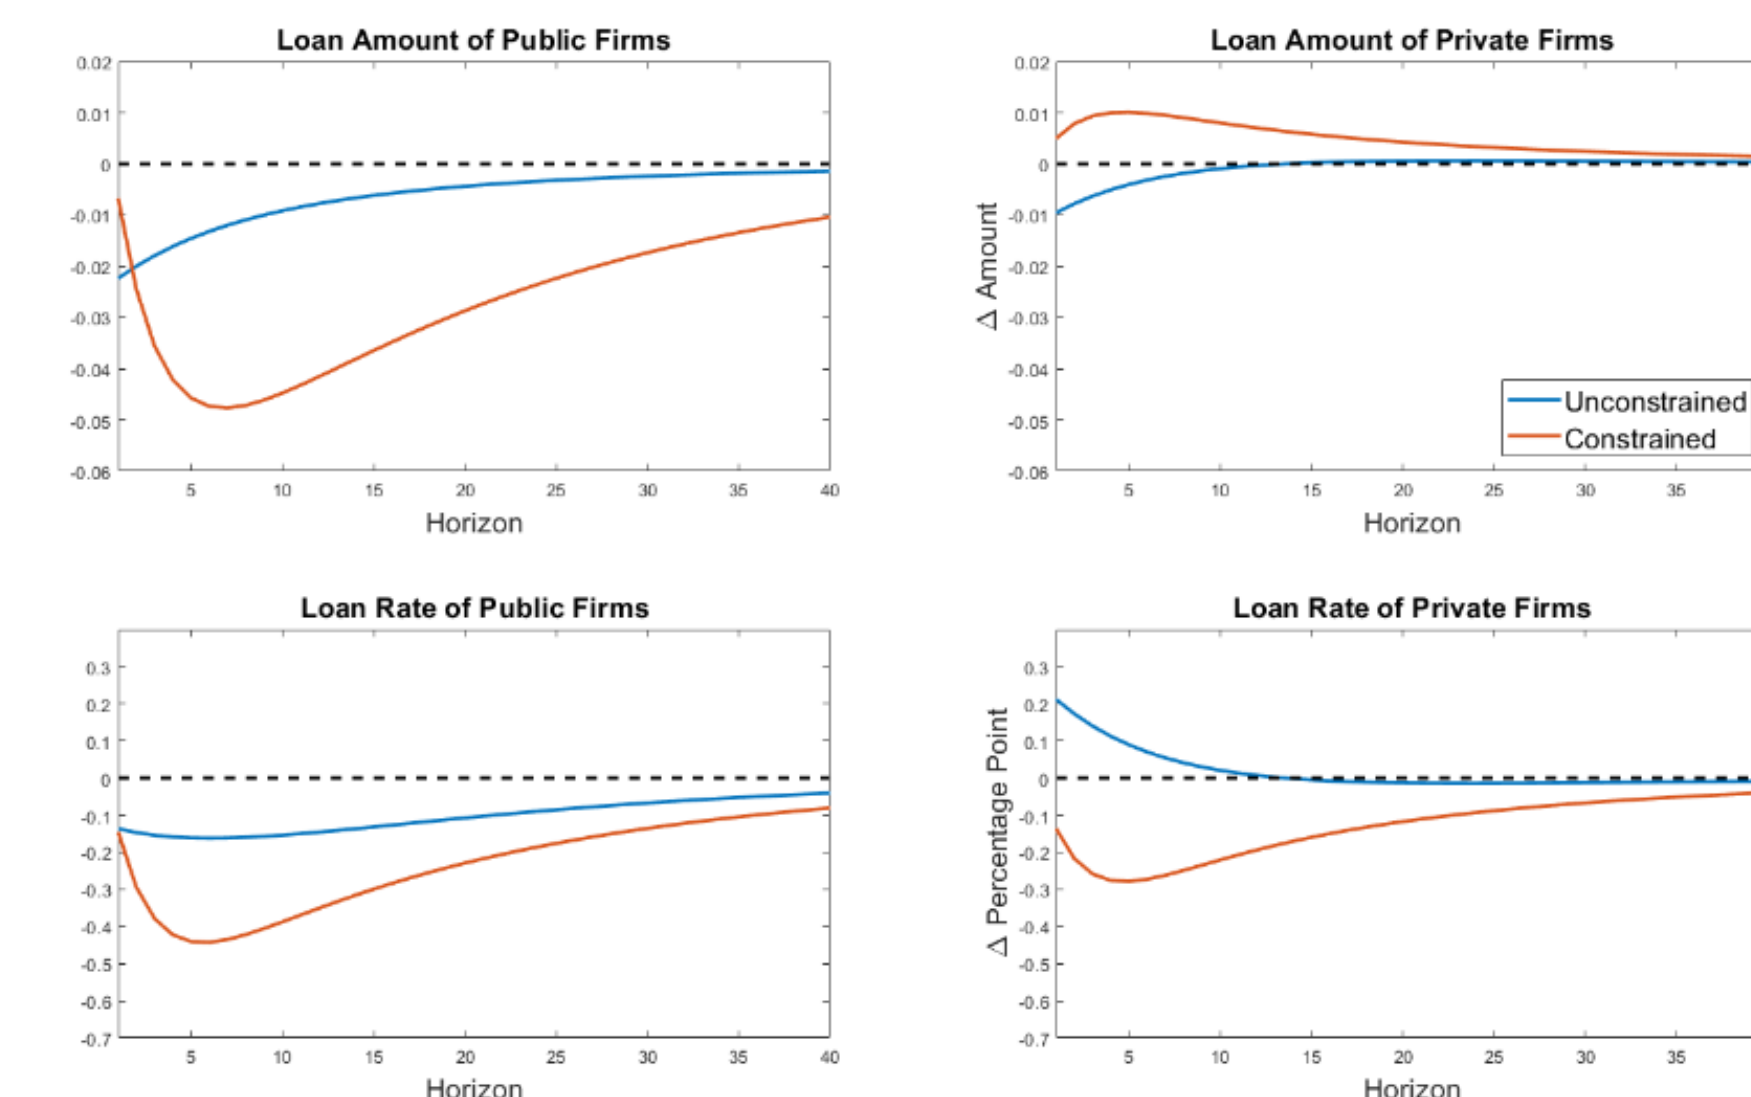 Loan Amount of Public Firms
0.02
0.01
0
-0.01
-0.02
-0.03
-0.04
-0.05
-0.06
5 10 15 20 25 30 35 40
Horizon
Loan Amount of Private Firms
Δ Amount
0.02
0.01
0
-0.01
-0.02
-0.03
-0.04
-0.05
-0.06
Unconstrained
Constrained
5 10 15 20 25 30 35
Horizon
Loan Rate of Public Firms
0.3
0.2
0.1
0
-0.1
-0.2
-0.3
-0.4
-0.5
-0.6
-0.7
5 10 15 20 25 30 35 40
Horizon
Loan Rate of Private Firms
Δ Percentage Point
0.3
0.2
0.1
0
-0.1
-0.2
-0.3
-0.4
-0.5
-0.6
-0.7
5 10 15 20 25 30 35
Horizon